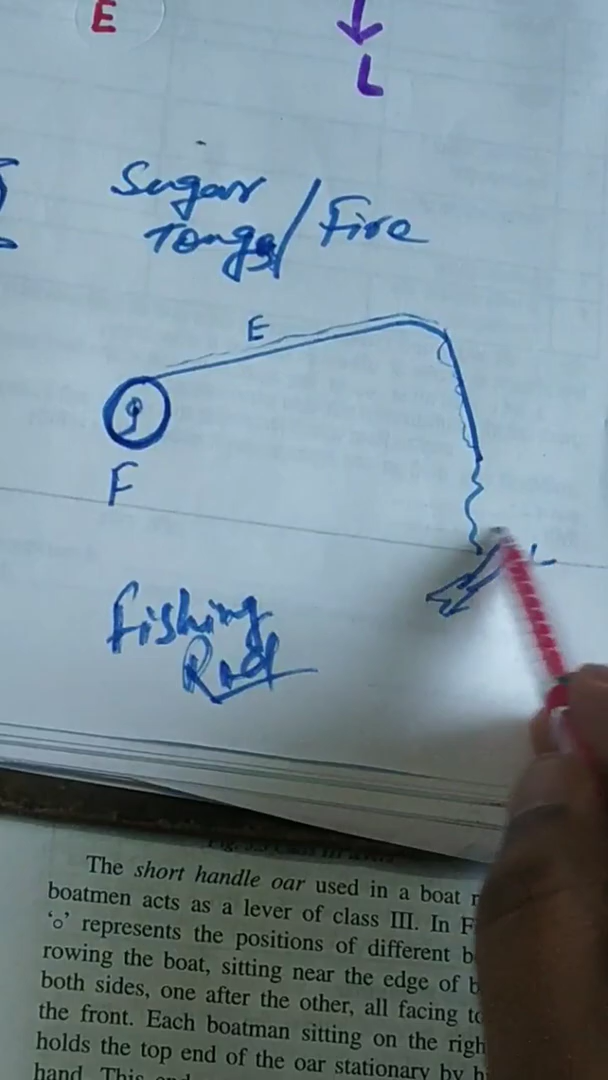 E
L
Sugar
Tongs/Fire
E
F
L
Fishing
Rod
The short handle oar used in a boat
boatmen acts as a lever of class III. In
'o' represents the positions of different
rowing the boat, sitting near the edge of
both sides, one after the other, all facing
the front. Each boatman sitting on the
holds the top end of the oar stationary by
hand. This